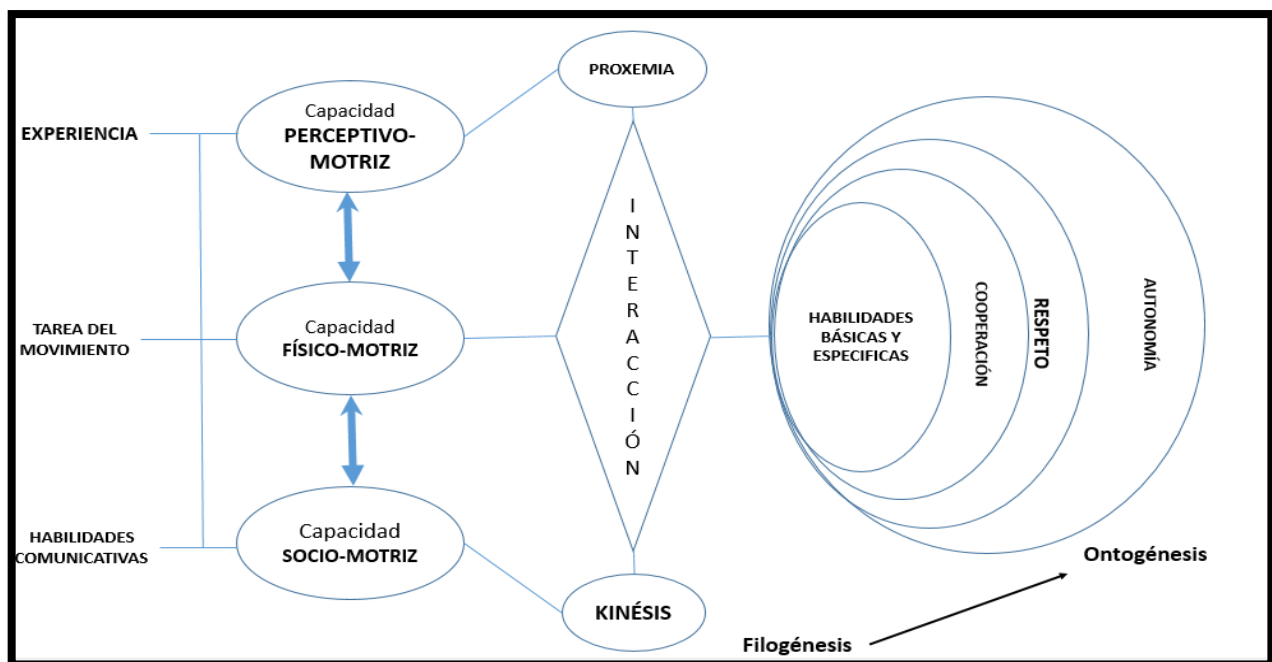 EXPERIENCIA
TAREA DEL
MOVIMIENTO
HABILIDADES
COMUNICATIVAS
Capacidad
PERCEPTIVO-
MOTRIZ
Capacidad
FÍSICO-MOTRIZ
Capacidad
SOCIO-MOTRIZ
PROXEMIA
INTERACCIÓN
KINÉSIS
HABILIDADES
BÁSICAS Y
ESPECIFICAS
COOPERACIÓN
RESPETO
AUTONOMÍA
Ontogénesis
Filogénesis